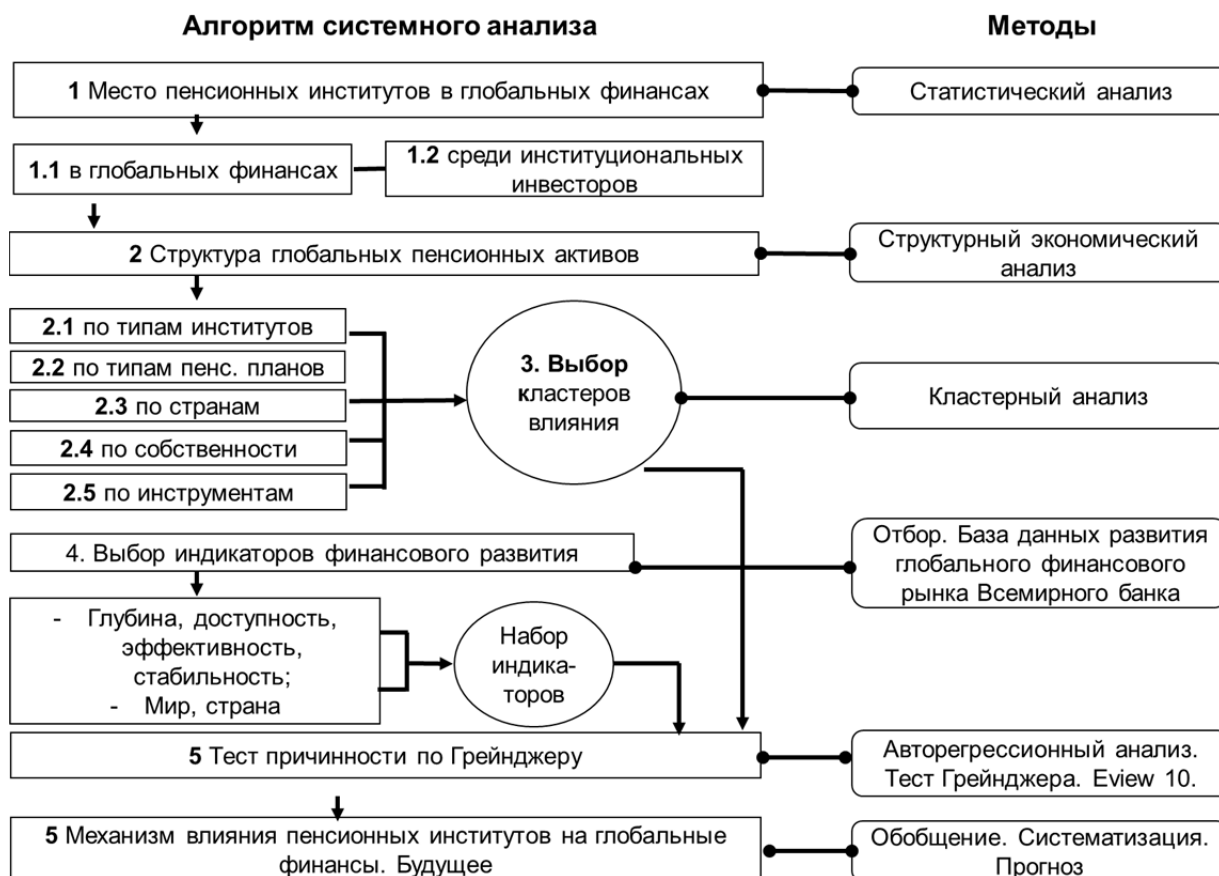 Алгоритм системного анализа
Методы
1 Место пенсионных институтов в глобальных финансах
Статистический анализ
1.1 в глобальных финансах
1.2 среди институциональных
инвесторов
2 Структура глобальных пенсионных активов
Структурный экономический
анализ
2.1 по типам институтов
2.2 по типам пенс. планов
2.3 по странам
2.4 по собственности
2.5 по инструментам
3. Выбор
кластеров
влияния
Кластерный анализ
4. Выбор индикаторов финансового развития
Отбор. База данных развития
глобального финансового
рынка Всемирного банка
- Глубина, доступность,
эффективность,
стабильность;
- Мир, страна
Набор
индика-
торов
5 Тест причинности по Грейнджеру
Авторегрессионный анализ.
Тест Грейнджера. Eview 10.
5 Механизм влияния пенсионных институтов на глобальные
финансы. Будущее
Обобщение. Систематизация.
Прогноз